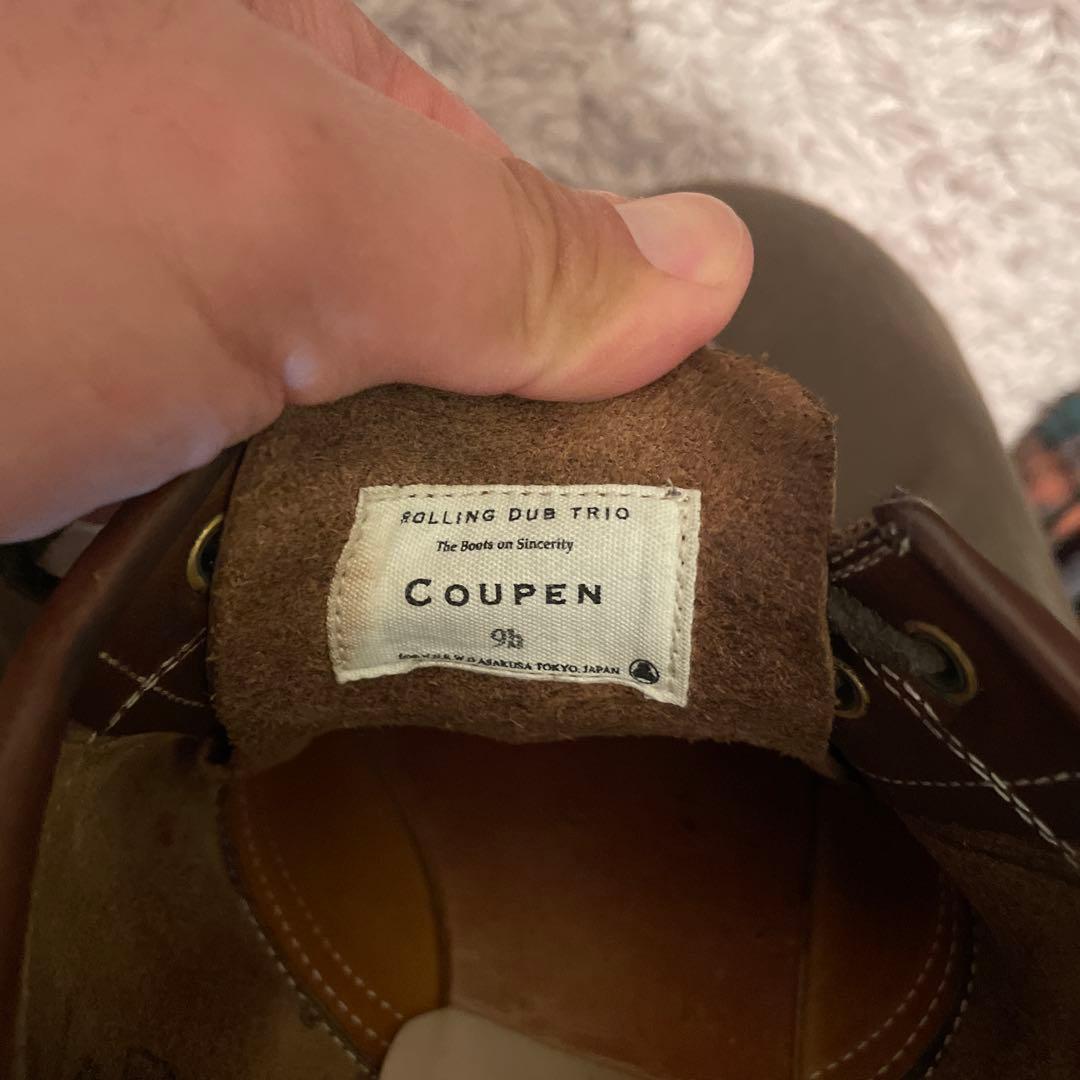 ROLLING DUB TRIO
The Boots on Sincerity
COUPEN
9½
ASAKUSA TOKYO, JAPAN